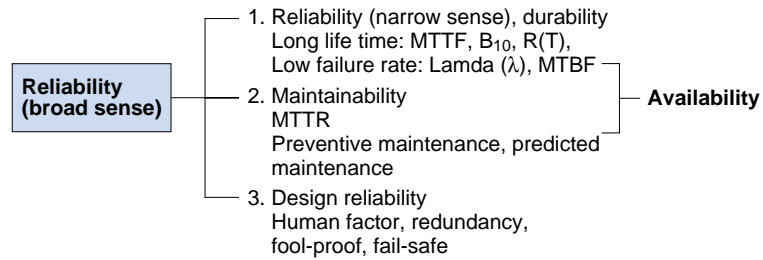 1. Reliability (narrow sense), durability
Long life time: MTTF, B₁₀, R(T),
Low failure rate: Lamda (λ), MTBF
Reliability
(broad sense)
2. Maintainability
MTTR
Preventive maintenance, predicted
maintenance
Availability
3. Design reliability
Human factor, redundancy,
fool-proof, fail-safe